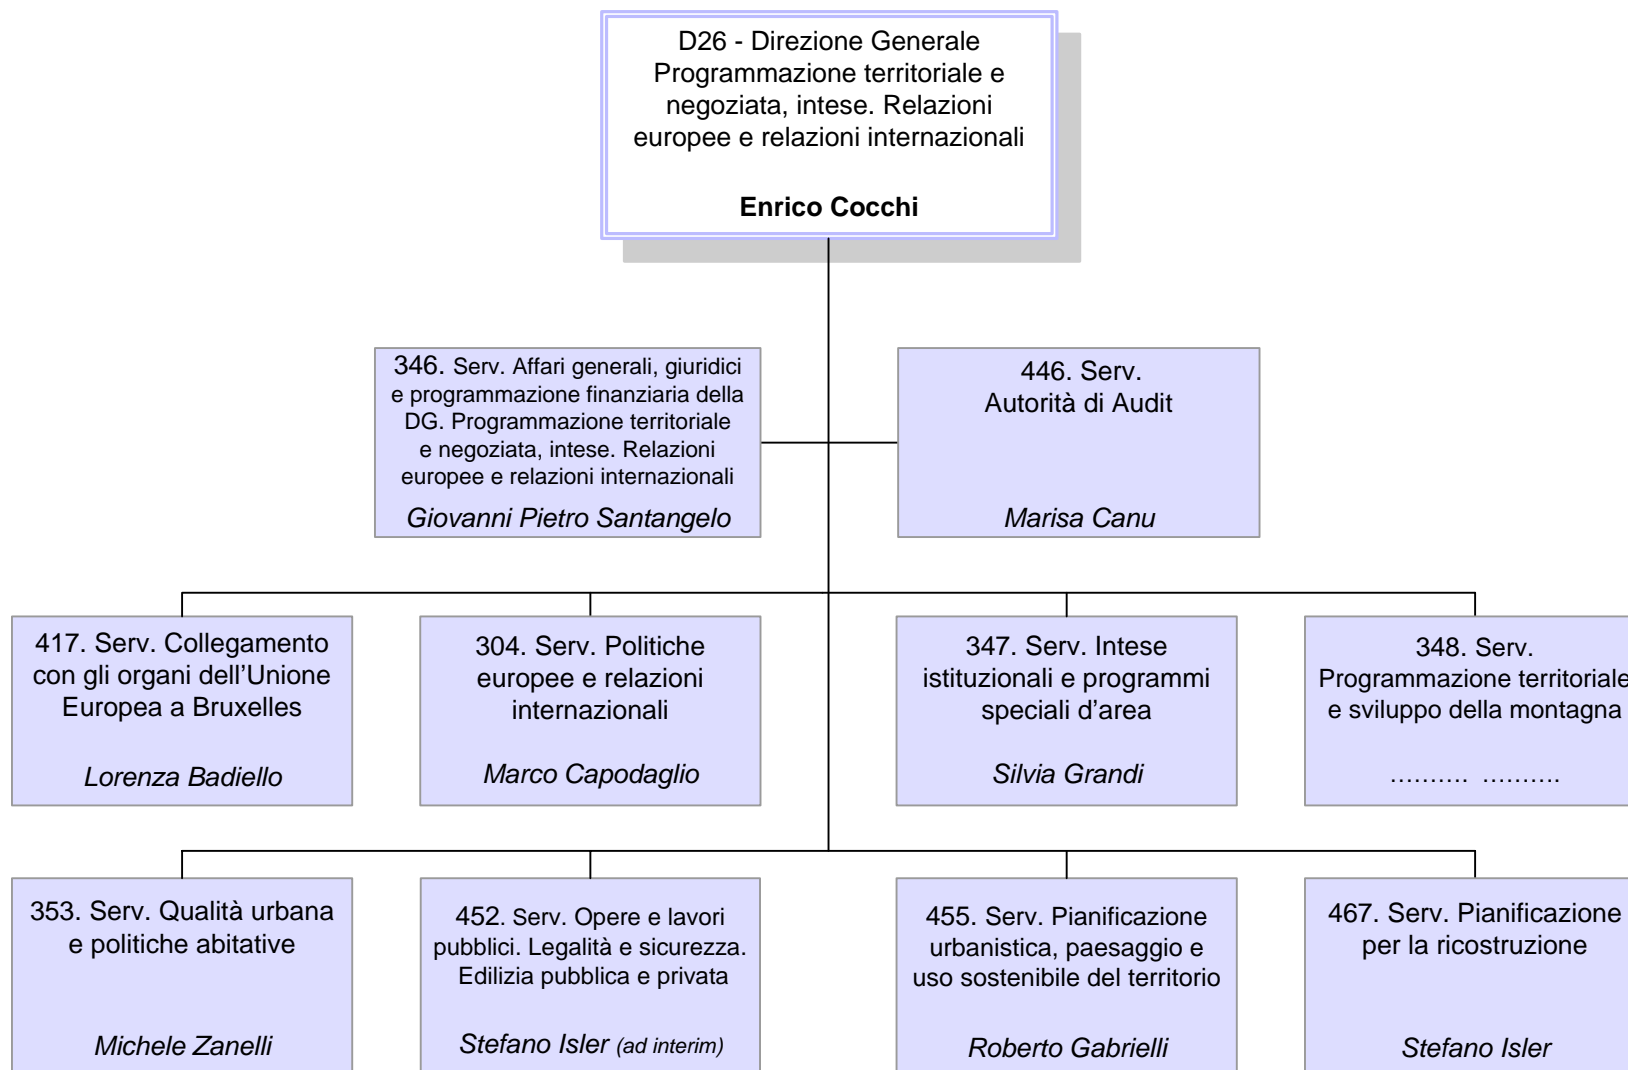 D26 - Direzione Generale
Programmazione territoriale e
negoziata, intese. Relazioni
europee e relazioni internazionali
Enrico Cocchi
346. Serv. Affari generali, giuridici
e programmazione finanziaria della
DG. Programmazione territoriale
e negoziata, intese. Relazioni
europee e relazioni internazionali
Giovanni Pietro Santangelo
446. Serv.
Autorità di Audit
Marisa Canu
417. Serv. Collegamento
con gli organi dell’Unione
Europea a Bruxelles
Lorenza Badiello
304. Serv. Politiche
europee e relazioni
internazionali
Marco Capodaglio
347. Serv. Intese
istituzionali e programmi
speciali d’area
Silvia Grandi
348. Serv.
Programmazione territoriale
e sviluppo della montagna
………. ……….
353. Serv. Qualità urbana
e politiche abitative
Michele Zanelli
452. Serv. Opere e lavori
pubblici. Legalità e sicurezza.
Edilizia pubblica e privata
Stefano Isler (ad interim)
455. Serv. Pianificazione
urbanistica, paesaggio e
uso sostenibile del territorio
Roberto Gabrielli
467. Serv. Pianificazione
per la ricostruzione
Stefano Isler